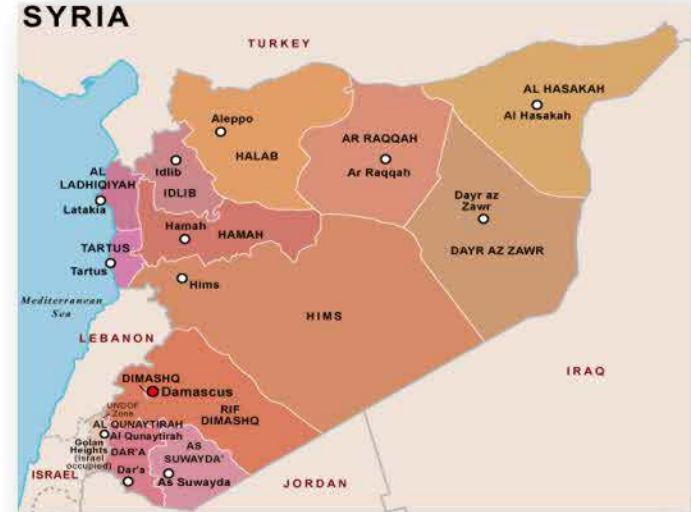 SYRIA
TURKEY
AL HASAKAH
Al Hasakah
Aleppo
HALAB
AR RAQQAH
Ar Raqqah
Idlib
IDLIB
AL
LADHIQIYAH
Latakia
Dayr az
Zawr
DAYR AZ ZAWR
Hamah
HAMAH
TARTUS
Tartus
Hims
HIMS
Mediterranean
Sea
LEBANON
IRAQ
DIMASHQ
Damascus
RIF
DIMASHQ
UNDOF
Zone
AL QUNAYTIRAH
Al Qunaytirah
Golan
Heights
(Israel
occupied)
DAR'A
Dar'a
AS
SUWAYDA'
As Suwayda
ISRAEL
JORDAN